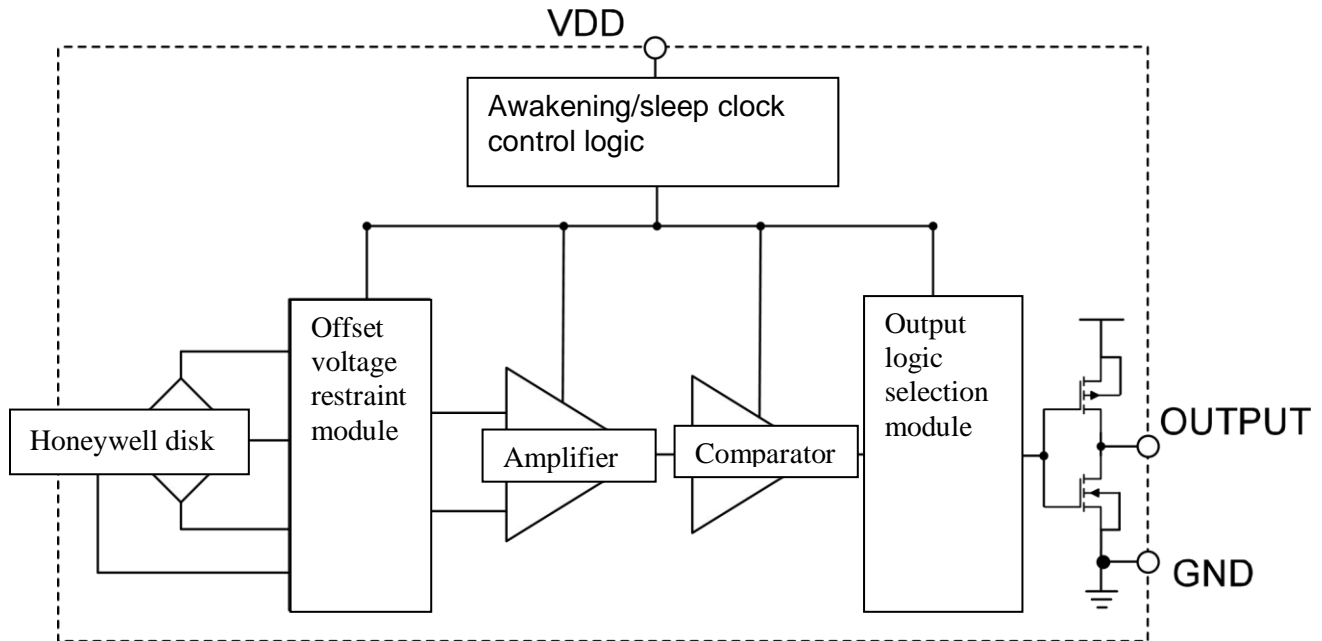 VDD
Awakening/sleep clock
control logic
Offset
voltage
restraint
module
Output
logic
selection
module
Honeywell disk
Amplifier
Comparator
OUTPUT
GND